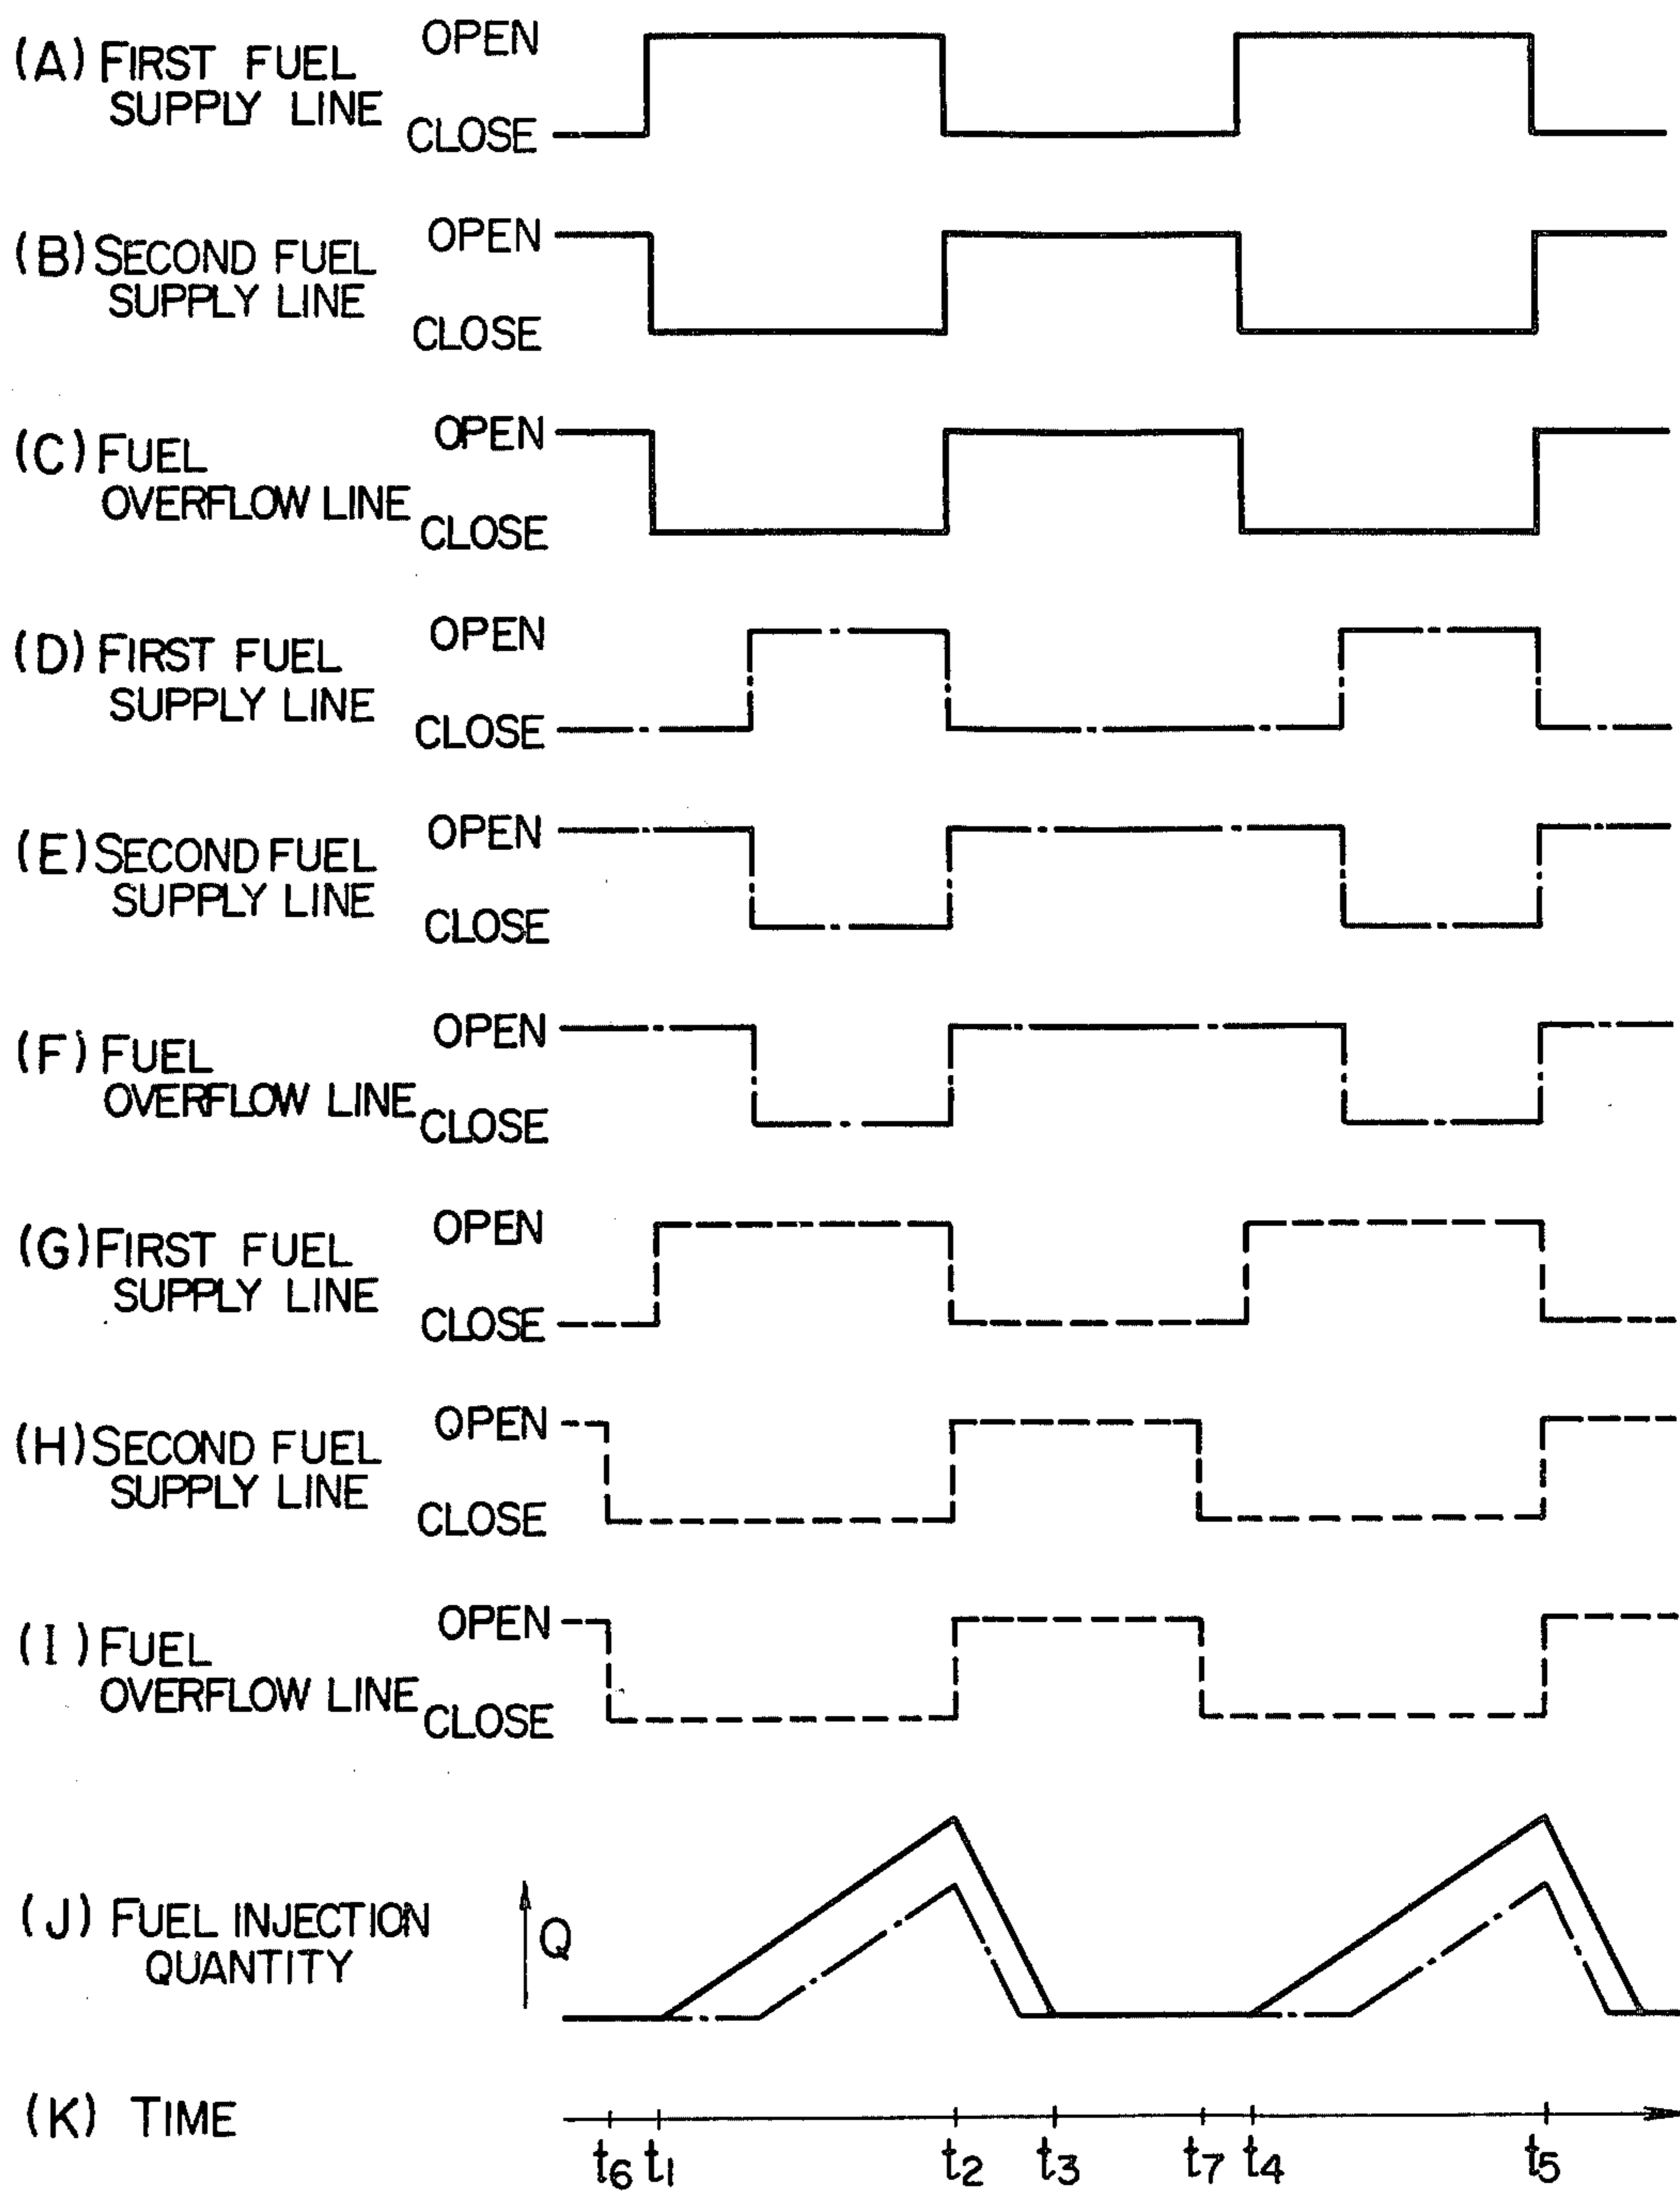 (A) FIRST FUEL
SUPPLY LINE
OPEN
CLOSE
(B) SECOND FUEL
SUPPLY LINE
OPEN
CLOSE
(C) FUEL
OVERFLOW LINE
OPEN
CLOSE
(D) FIRST FUEL
SUPPLY LINE
OPEN
CLOSE
(E) SECOND FUEL
SUPPLY LINE
OPEN
CLOSE
(F) FUEL
OVERFLOW LINE
OPEN
CLOSE
(G) FIRST FUEL
SUPPLY LINE
OPEN
CLOSE
(H) SECOND FUEL
SUPPLY LINE
OPEN
CLOSE
(I) FUEL
OVERFLOW LINE
OPEN
CLOSE
(J) FUEL INJECTION
QUANTITY
Q
(K) TIME
t6 t1 t2 t3 t7 t4 t5